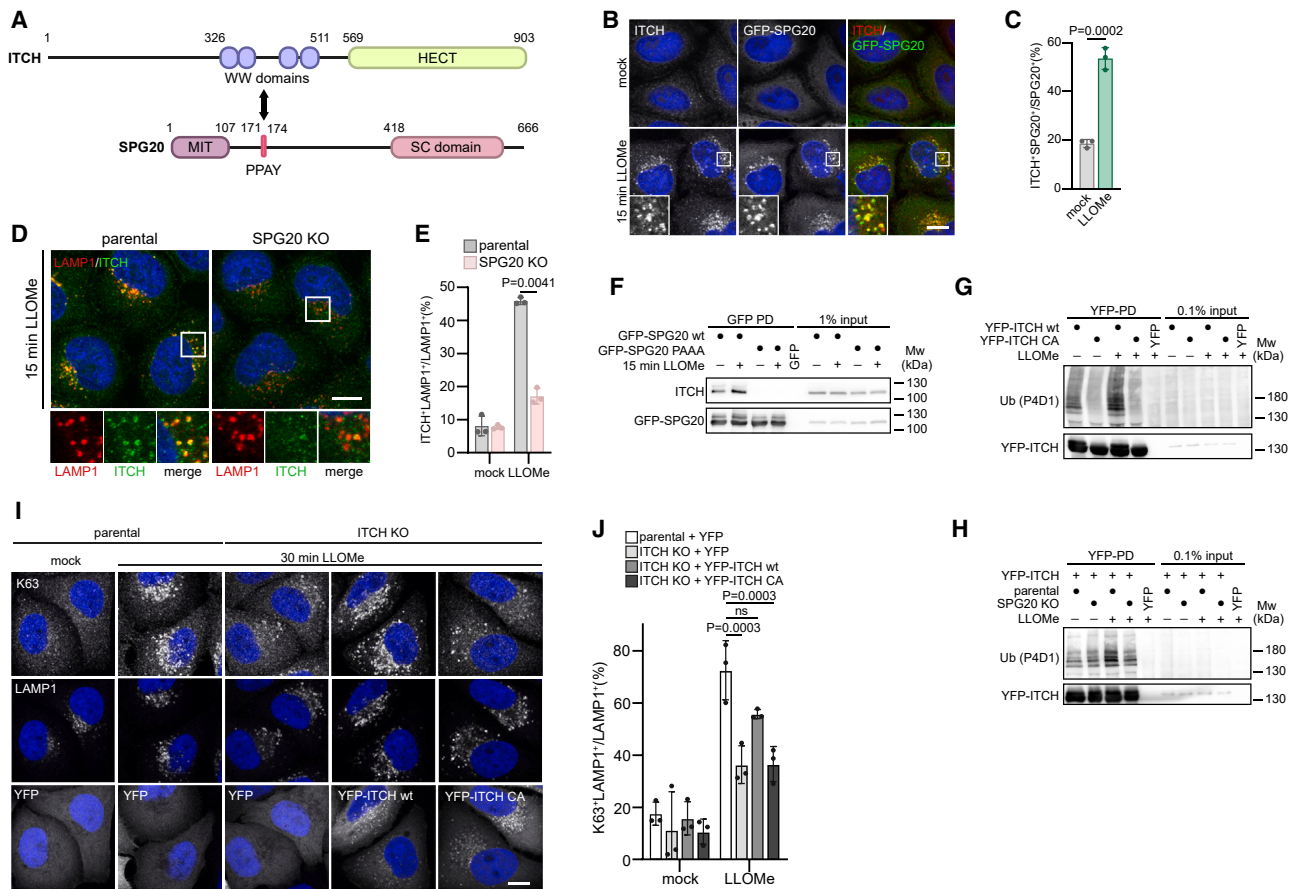 A
1
326
511
569
903
ITCH
HECT
WW domains
1
107
171
174
418
666
SPG20
MIT
SC domain
PPAY
B
ITCH
GFP-SPG20
ITCH/
GFP-SPG20
mock
15 min LLOMe
C
P=0.0002
ITCH⁺SPG20⁺/SPG20⁺(%)
60
40
20
0
mock
LLOMe
D
parental
SPG20 KO
LAMP1/ITCH
15 min LLOMe
LAMP1
ITCH
merge
LAMP1
ITCH
merge
E
parental
SPG20 KO
P=0.0041
ITCH⁺LAMP1⁺/LAMP1⁺(%)
50
40
30
20
10
0
mock LLOMe
F
GFP PD
1% input
GFP-SPG20 wt
GFP-SPG20 PAAA
15 min LLOMe
− + − + GFP − + − +
Mw
(kDa)
ITCH
130
100
GFP-SPG20
130
100
G
YFP-PD
0.1% input
YFP-ITCH wt
YFP-ITCH CA
LLOMe
− − + + + − − + + +
YFP
YFP
Mw
(kDa)
Ub (P4D1)
180
130
YFP-ITCH
130
H
YFP-PD
0.1% input
YFP-ITCH
+ + + + + + + +
parental
SPG20 KO
YFP
YFP
LLOMe
− − + + + − − + + +
Mw
(kDa)
Ub (P4D1)
180
130
YFP-ITCH
130
I
parental
ITCH KO
mock
30 min LLOMe
K63
LAMP1
YFP
YFP
YFP
YFP-ITCH wt
YFP-ITCH CA
J
parental + YFP
ITCH KO + YFP
ITCH KO + YFP-ITCH wt
ITCH KO + YFP-ITCH CA
P=0.0003
ns
P=0.0003
K63⁺LAMP1⁺/LAMP1⁺(%)
80
60
40
20
0
mock
LLOMe